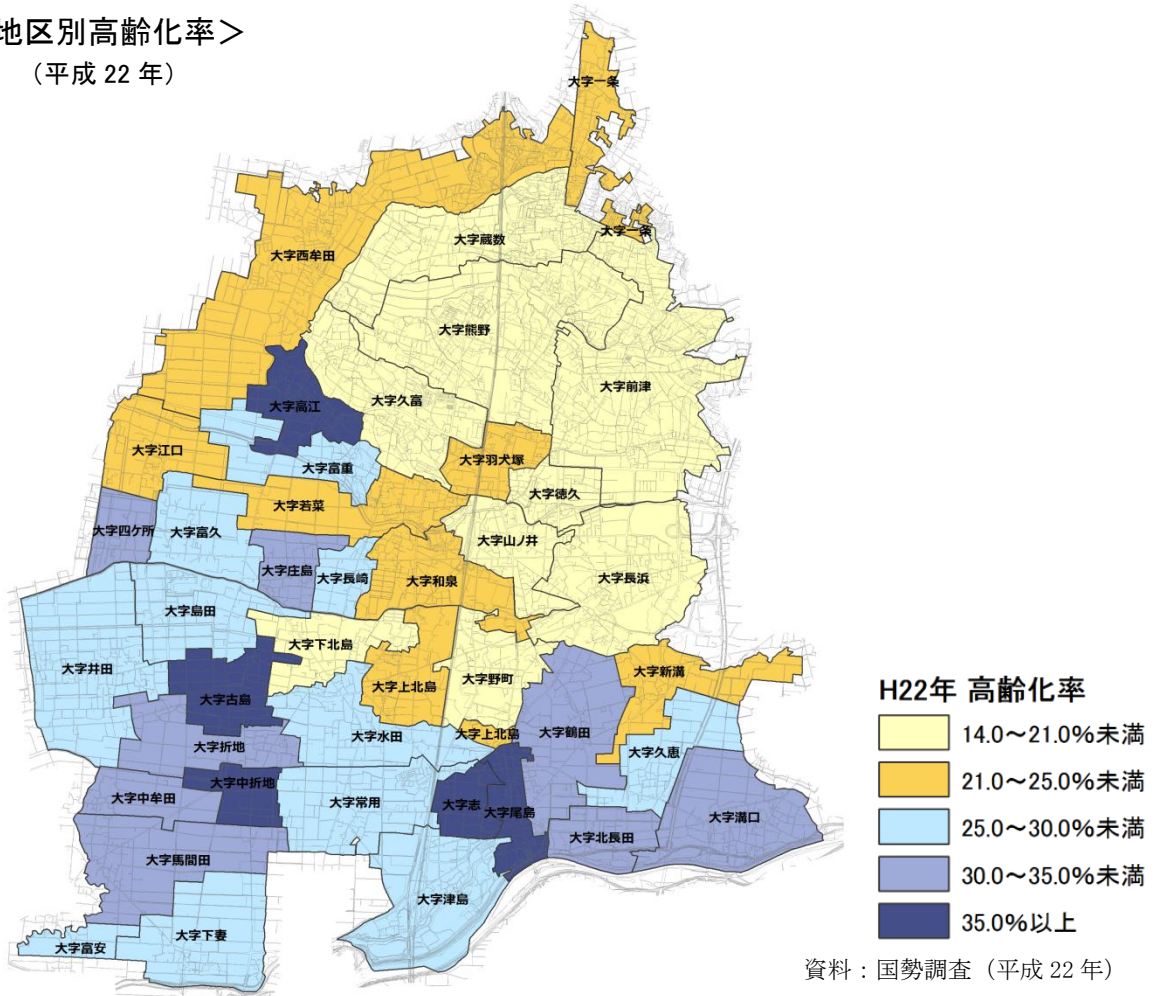 地区別高齢化率＞
（平成 22 年）
大字一条
大字蔵数
大字一条
大字西牟田
大字熊野
大字前津
大字久富
大字高江
大字江口
大字羽犬塚
大字富重
大字徳久
大字若菜
大字四ケ所
大字富久
大字山ノ井
大字庄島
大字長崎
大字和泉
大字長浜
大字島田
大字下北島
大字井田
大字新溝
大字野町
大字上北島
大字古島
大字水田
大字上北島
大字鶴田
大字折地
大字久恵
大字中折地
大字中牟田
大字常用
大字志
大字尾島
大字溝口
大字北長田
大字馬間田
大字津島
大字下妻
大字富安
H22年 高齢化率
14.0～21.0%未満
21.0～25.0%未満
25.0～30.0%未満
30.0～35.0%未満
35.0%以上
資料：国勢調査（平成 22 年）